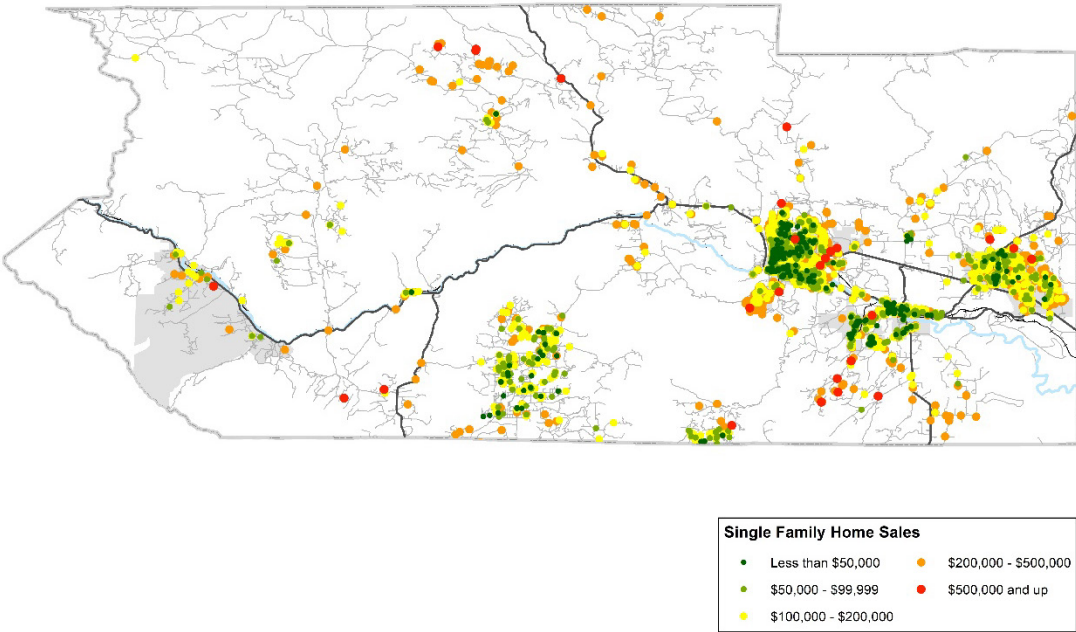 Single Family Home Sales
Less than $50,000
$200,000 - $500,000
$50,000 - $99,999
$500,000 and up
$100,000 - $200,000